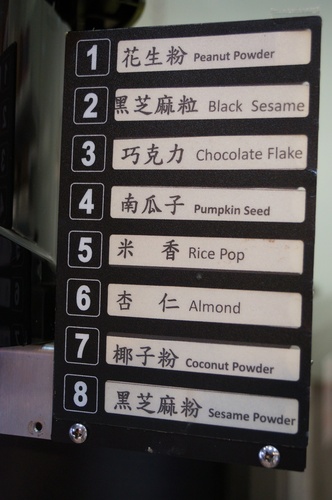 1 花生粉 Peanut Powder
2 黑芝麻粒 Black Sesame
3 巧克力 Chocolate Flake
4 南瓜子 Pumpkin Seed
5 米 香 Rice Pop
6 杏 仁 Almond
7 椰子粉 Coconut Powder
8 黑芝麻粉 Sesame Powder